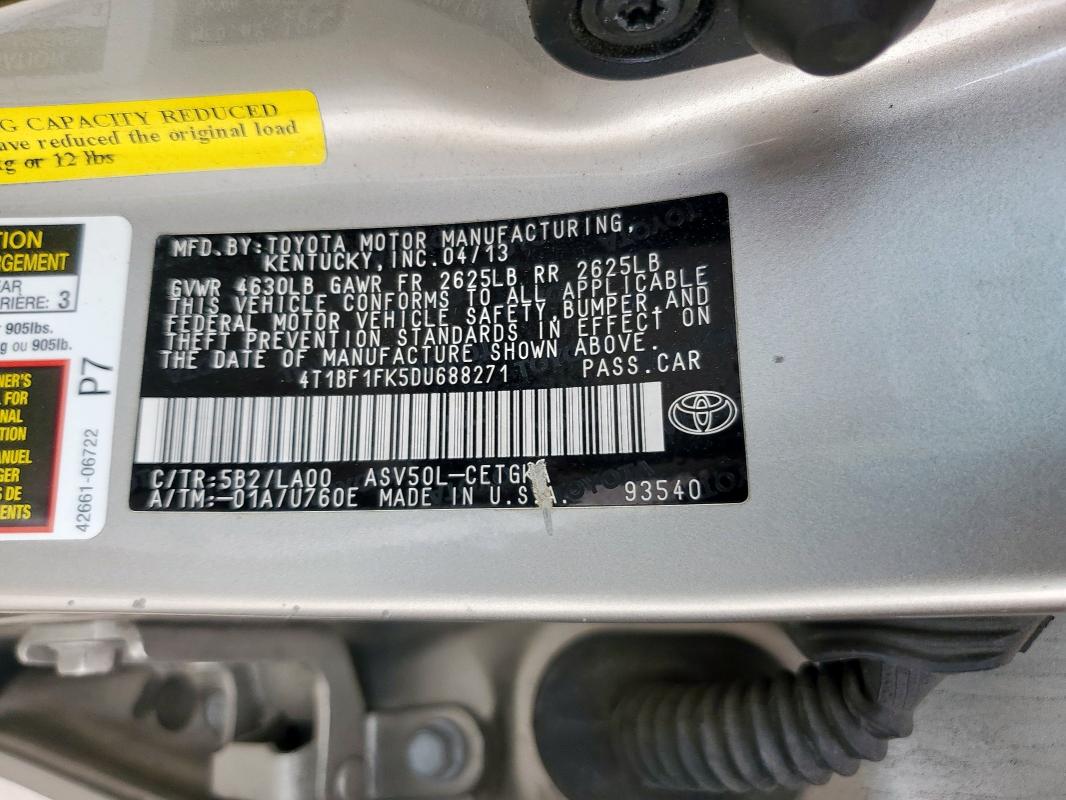 G CAPACITY REDUCED
ave reduced the original load
kg or 12 lbs
TION
RGEMENT
AR
RRIÈRE: 3
905lbs.
g ou 905lb.
P7
NER'S
FOR
NAL
TION
ANUEL
GER
S DE
ENTS
42661-06722
MFD. BY: TOYOTA MOTOR MANUFACTURING,
KENTUCKY, INC. 04/13
GVWR 4630LB GAWR FR 2625LB RR 2625LB
THIS VEHICLE CONFORMS TO ALL APPLICABLE
FEDERAL MOTOR VEHICLE SAFETY, BUMPER, AND
THEFT PREVENTION STANDARDS IN EFFECT ON
THE DATE OF MANUFACTURE SHOWN ABOVE.
4T1BF1FK5DU688271 PASS. CAR
C/TR: 5B2/LA00 ASV50L-CETGKA
A/TM: -01A/U760E MADE IN U.S.A. 93540